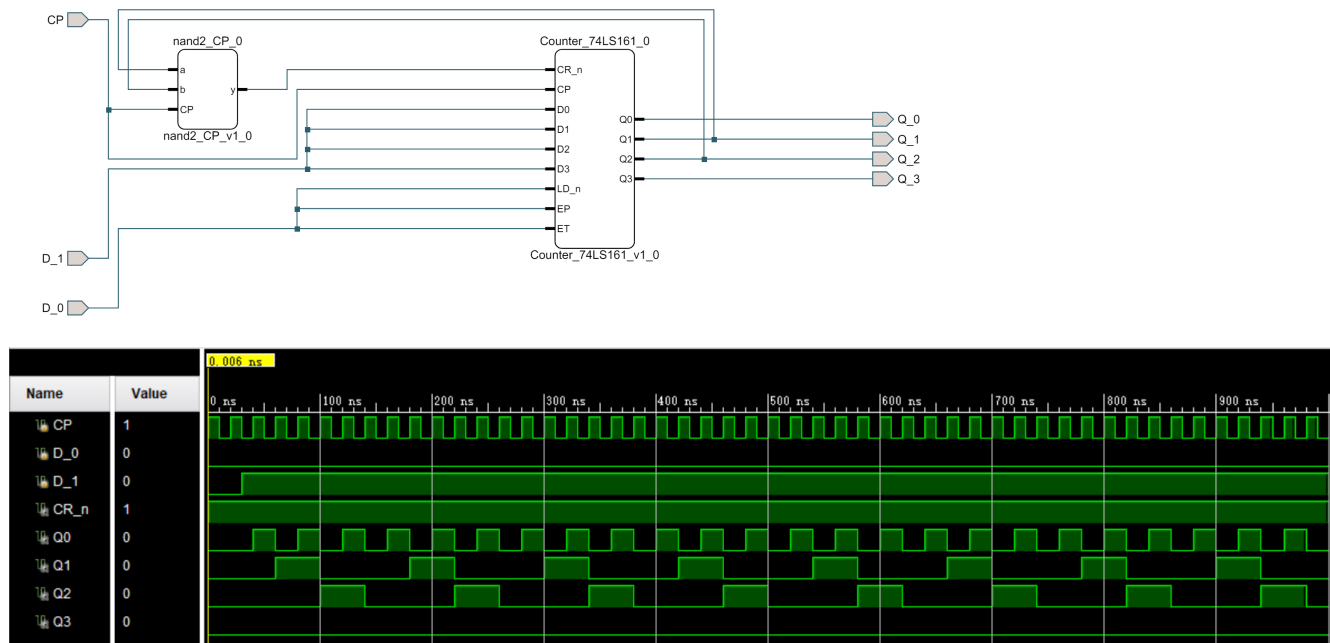 CP
nand2_CP_0
a
b
y
CP
nand2_CP_v1_0
Counter_74LS161_0
CR_n
CP
D0
D1
D2
D3
LD_n
EP
ET
Q0
Q1
Q2
Q3
Counter_74LS161_v1_0
Q_0
Q_1
Q_2
Q_3
D_1
D_0
0.006 ns
Name Value
0 ns 100 ns 200 ns 300 ns 400 ns 500 ns 600 ns 700 ns 800 ns 900 ns
CP 1
D_0 0
D_1 0
CR_n 1
Q0 0
Q1 0
Q2 0
Q3 0